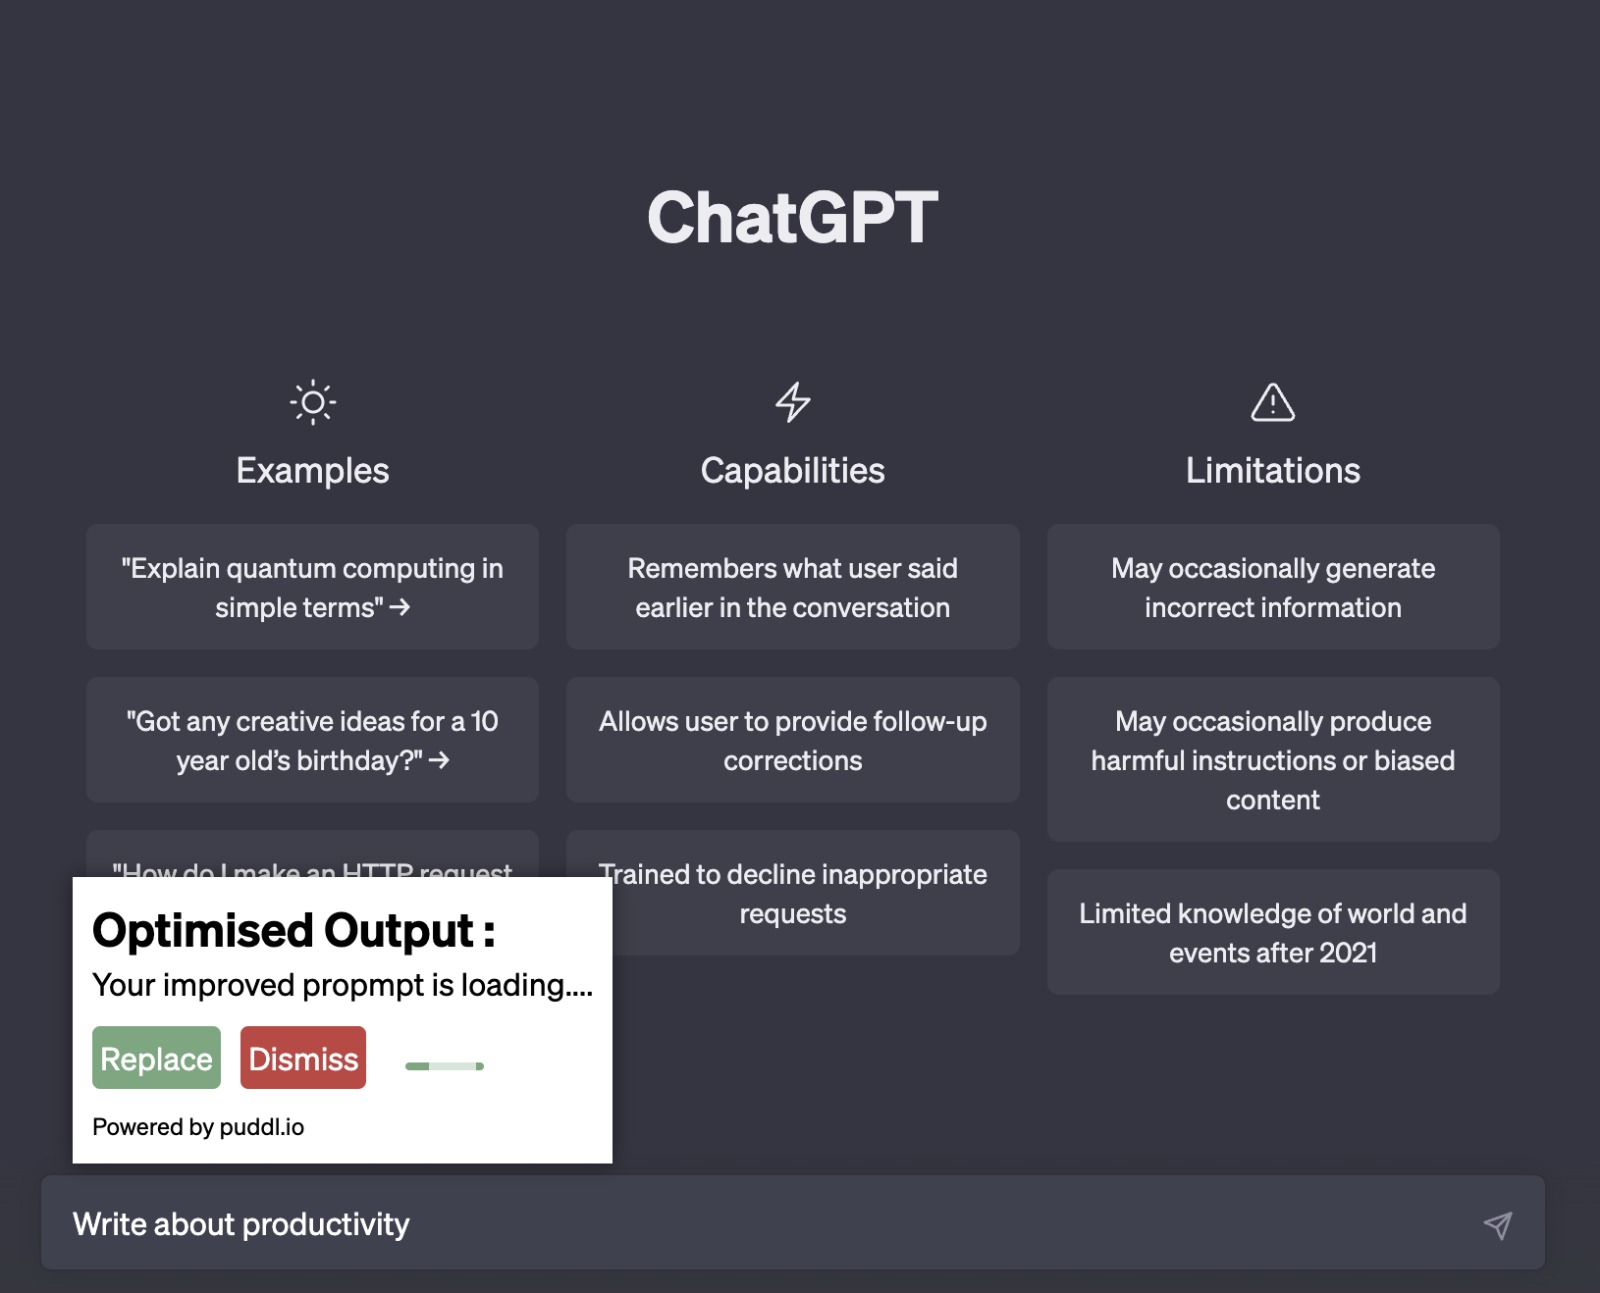 ChatGPT
Examples
"Explain quantum computing in
simple terms" →
"Got any creative ideas for a 10
year old's birthday?" →
"How do I make an HTTP request
Capabilities
Remembers what user said
earlier in the conversation
Allows user to provide follow-up
corrections
Trained to decline inappropriate
requests
Limitations
May occasionally generate
incorrect information
May occasionally produce
harmful instructions or biased
content
Limited knowledge of world and
events after 2021
Optimised Output :
Your improved propmpt is loading....
Replace
Dismiss
Powered by puddl.io
Write about productivity